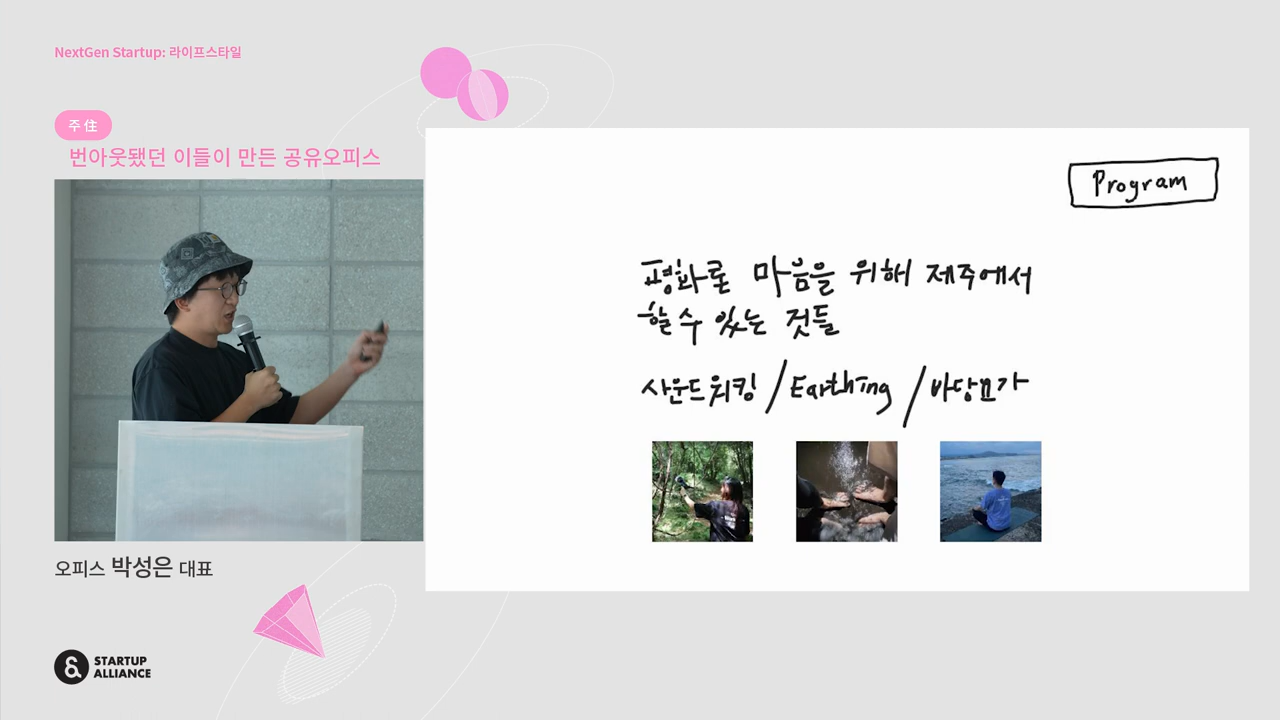 NextGen Startup: 라이프스타일
주 住
번아웃됐던 이들이 만든 공유오피스
Program
평화로운 마음을 위해 제주에서
할 수 있는 것들
사운드워킹 / Earthing / 바당요가
오피스 박성은 대표
STARTUP
ALLIANCE